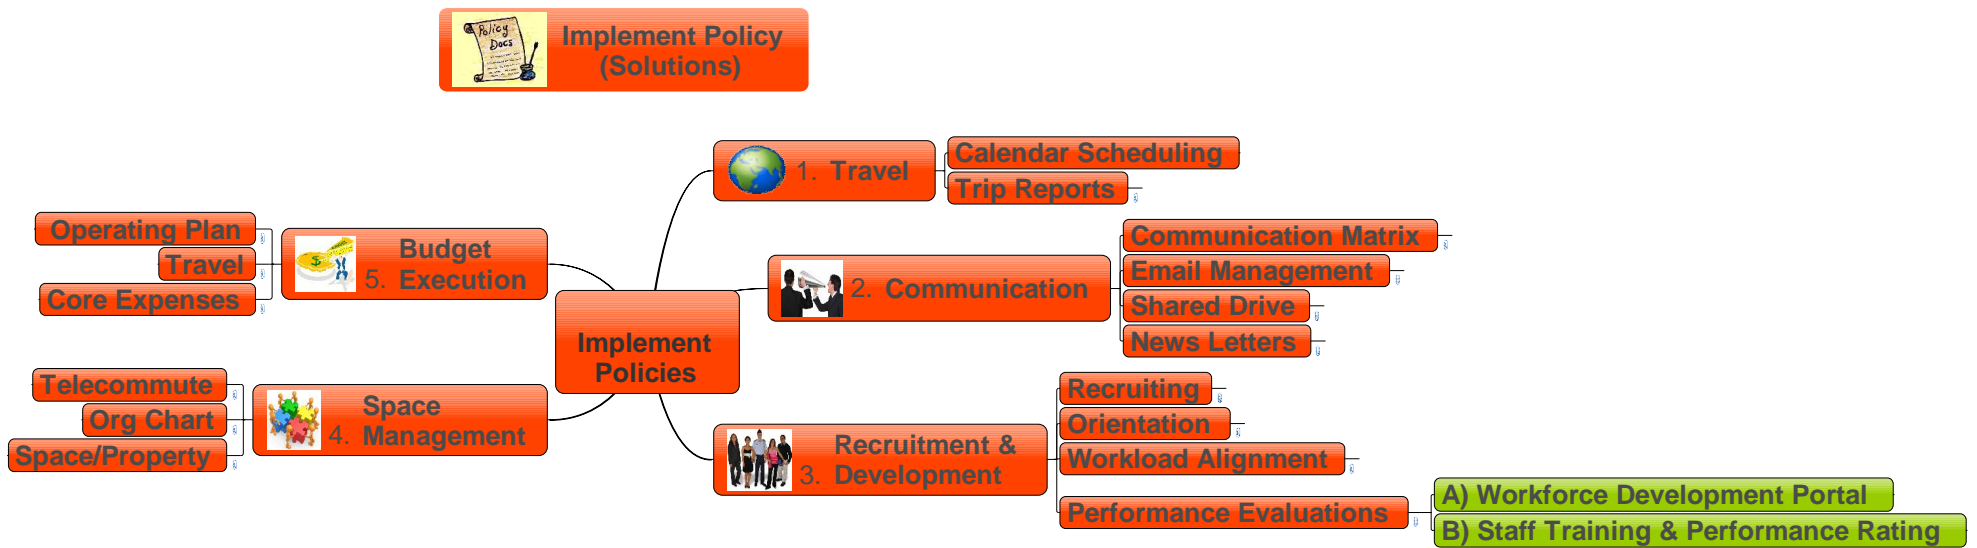 Policy
Docs
Implement Policy
(Solutions)
1. Travel
Calendar Scheduling
Trip Reports
2. Communication
Communication Matrix
Email Management
Shared Drive
News Letters
Implement
Policies
3. Recruitment &
Development
Recruiting
Orientation
Workload Alignment
Performance Evaluations
A) Workforce Development Portal
B) Staff Training & Performance Rating
4. Space
Management
Telecommute
Org Chart
Space/Property
5. Budget
Execution
Operating Plan
Travel
Core Expenses